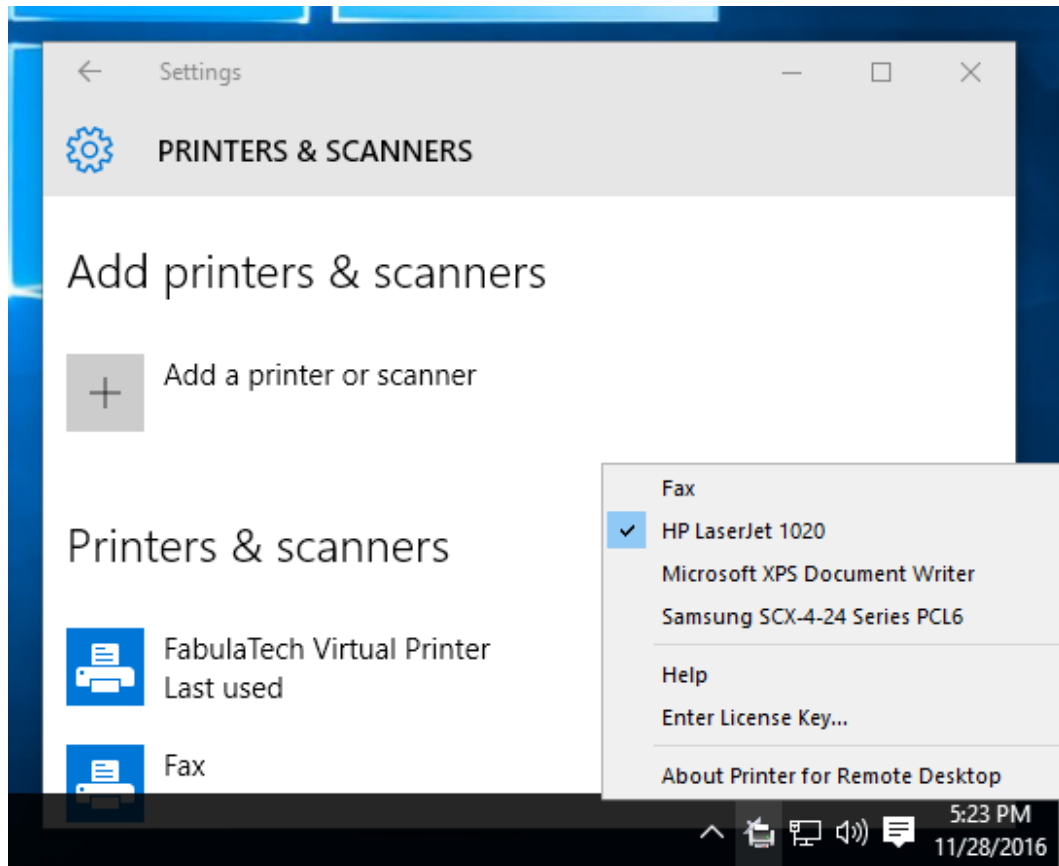 Settings
PRINTERS & SCANNERS
Add printers & scanners
Add a printer or scanner
Printers & scanners
FabulaTech Virtual Printer
Last used
Fax
Fax
HP LaserJet 1020
Microsoft XPS Document Writer
Samsung SCX-4-24 Series PCL6
Help
Enter License Key...
About Printer for Remote Desktop
5:23 PM
11/28/2016